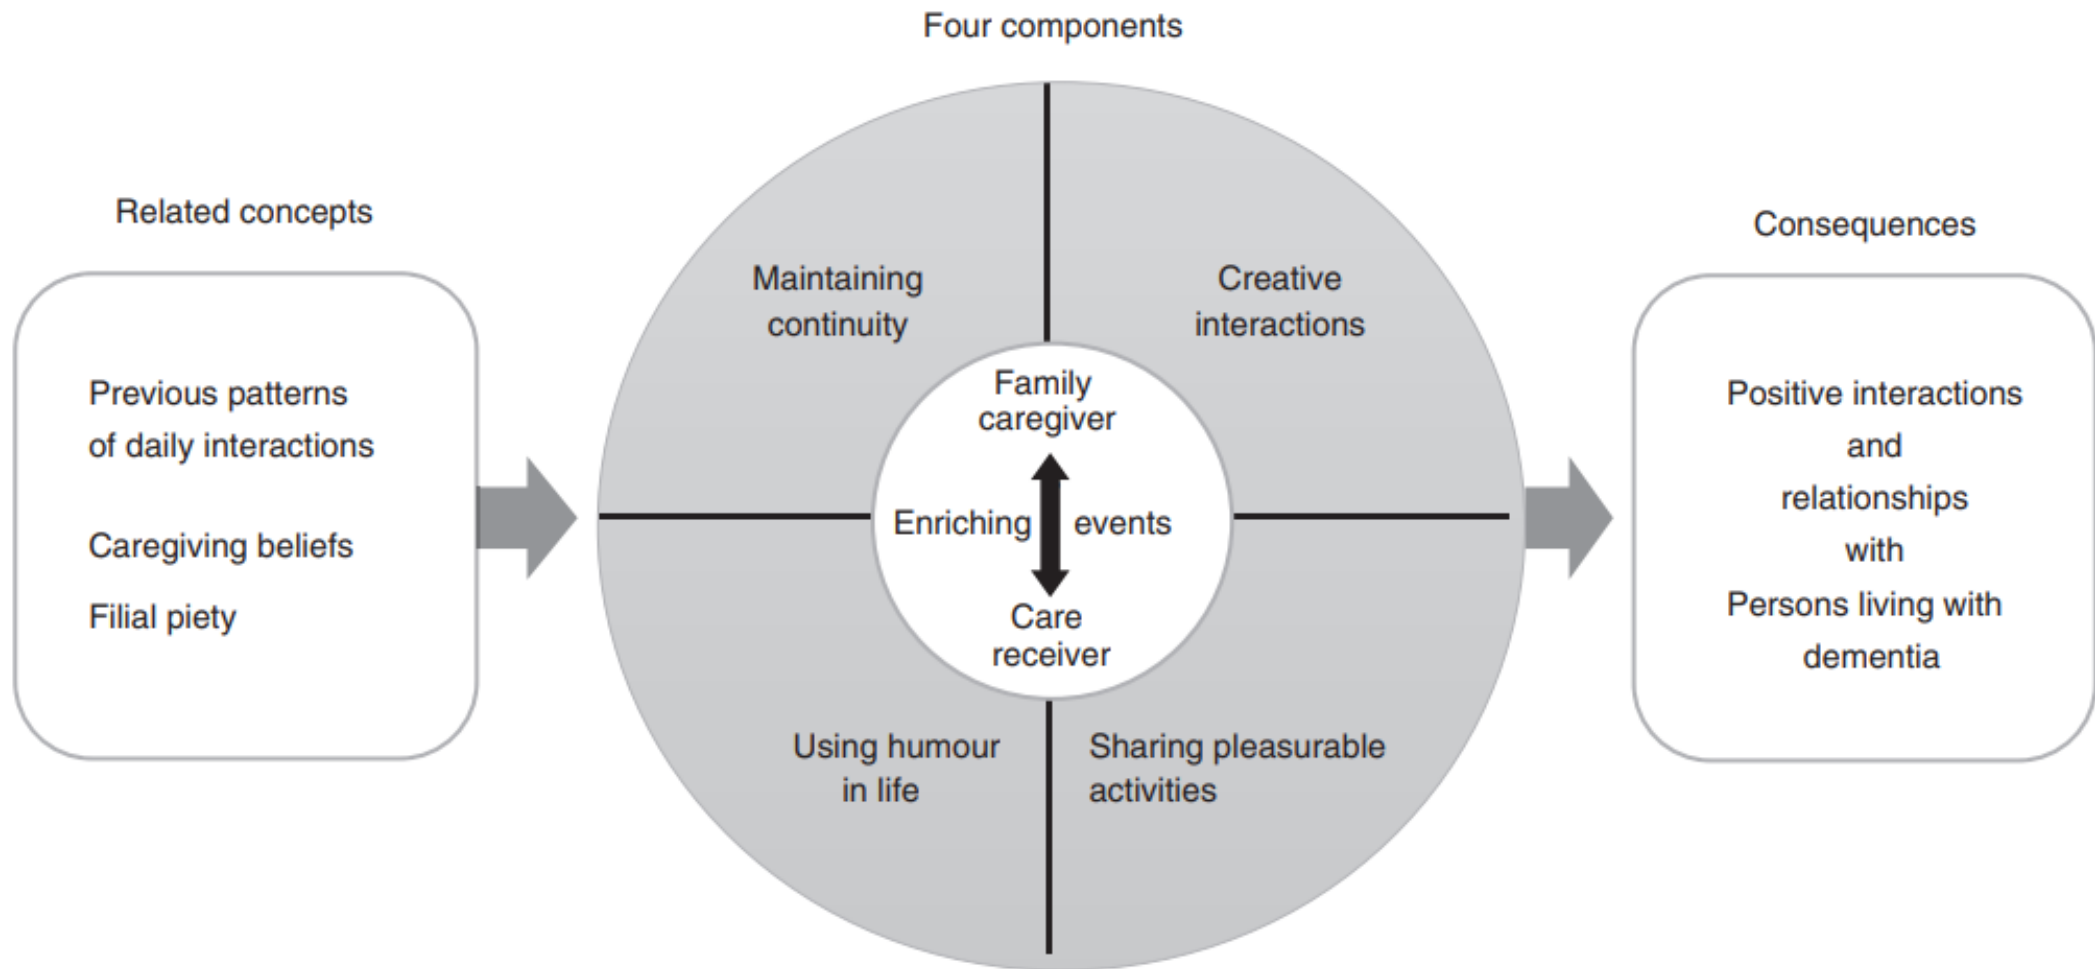 Four components
Related concepts
Previous patterns
of daily interactions
Caregiving beliefs
Filial piety
Maintaining
continuity
Creative
interactions
Family
caregiver
Enriching events
Care
receiver
Using humour
in life
Sharing pleasurable
activities
Consequences
Positive interactions
and
relationships
with
Persons living with
dementia